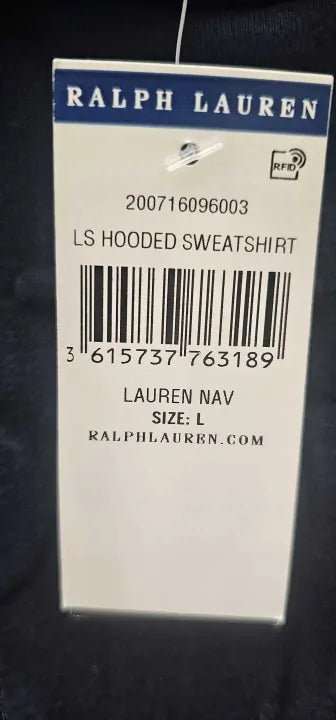 RALPH LAUREN
RFID
200716096003
LS HOODED SWEATSHIRT
3 615737 763189
LAUREN NAV
SIZE: L
RALPHLAUREN.COM